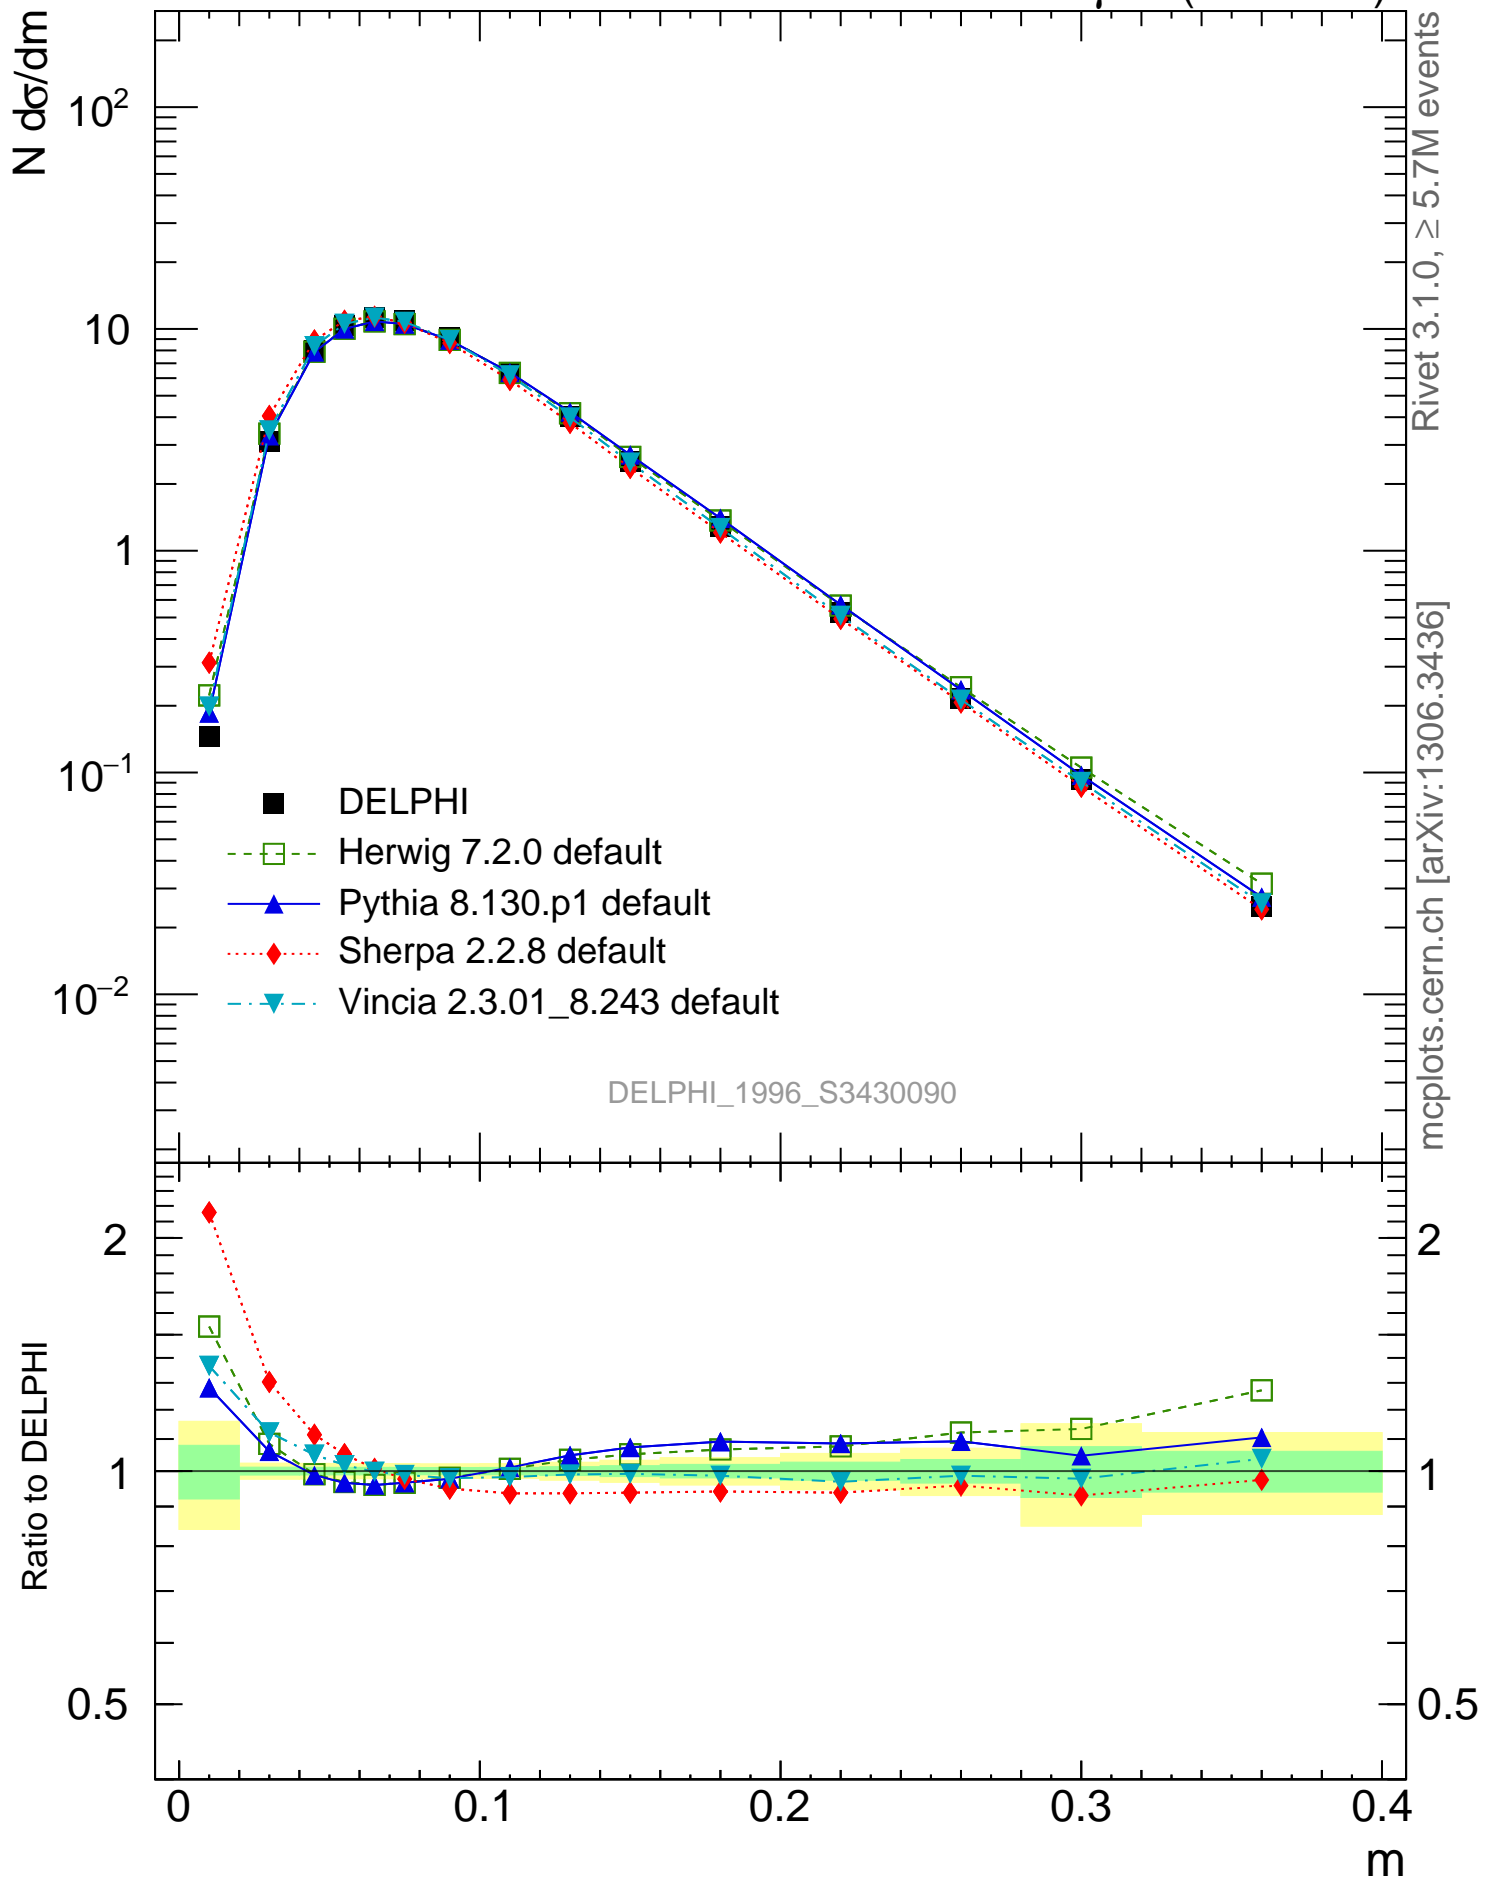 N dσ/dm
10²
10
1
10⁻¹
10⁻²
DELPHI
Herwig 7.2.0 default
Pythia 8.130.p1 default
Sherpa 2.2.8 default
Vincia 2.3.01_8.243 default
DELPHI_1996_S3430090
Rivet 3.1.0, ≥ 5.7M events
mcplots.cern.ch [arXiv:1306.3436]
Ratio to DELPHI
2
1
0.5
2
1
0.5
0
0.1
0.2
0.3
0.4
m